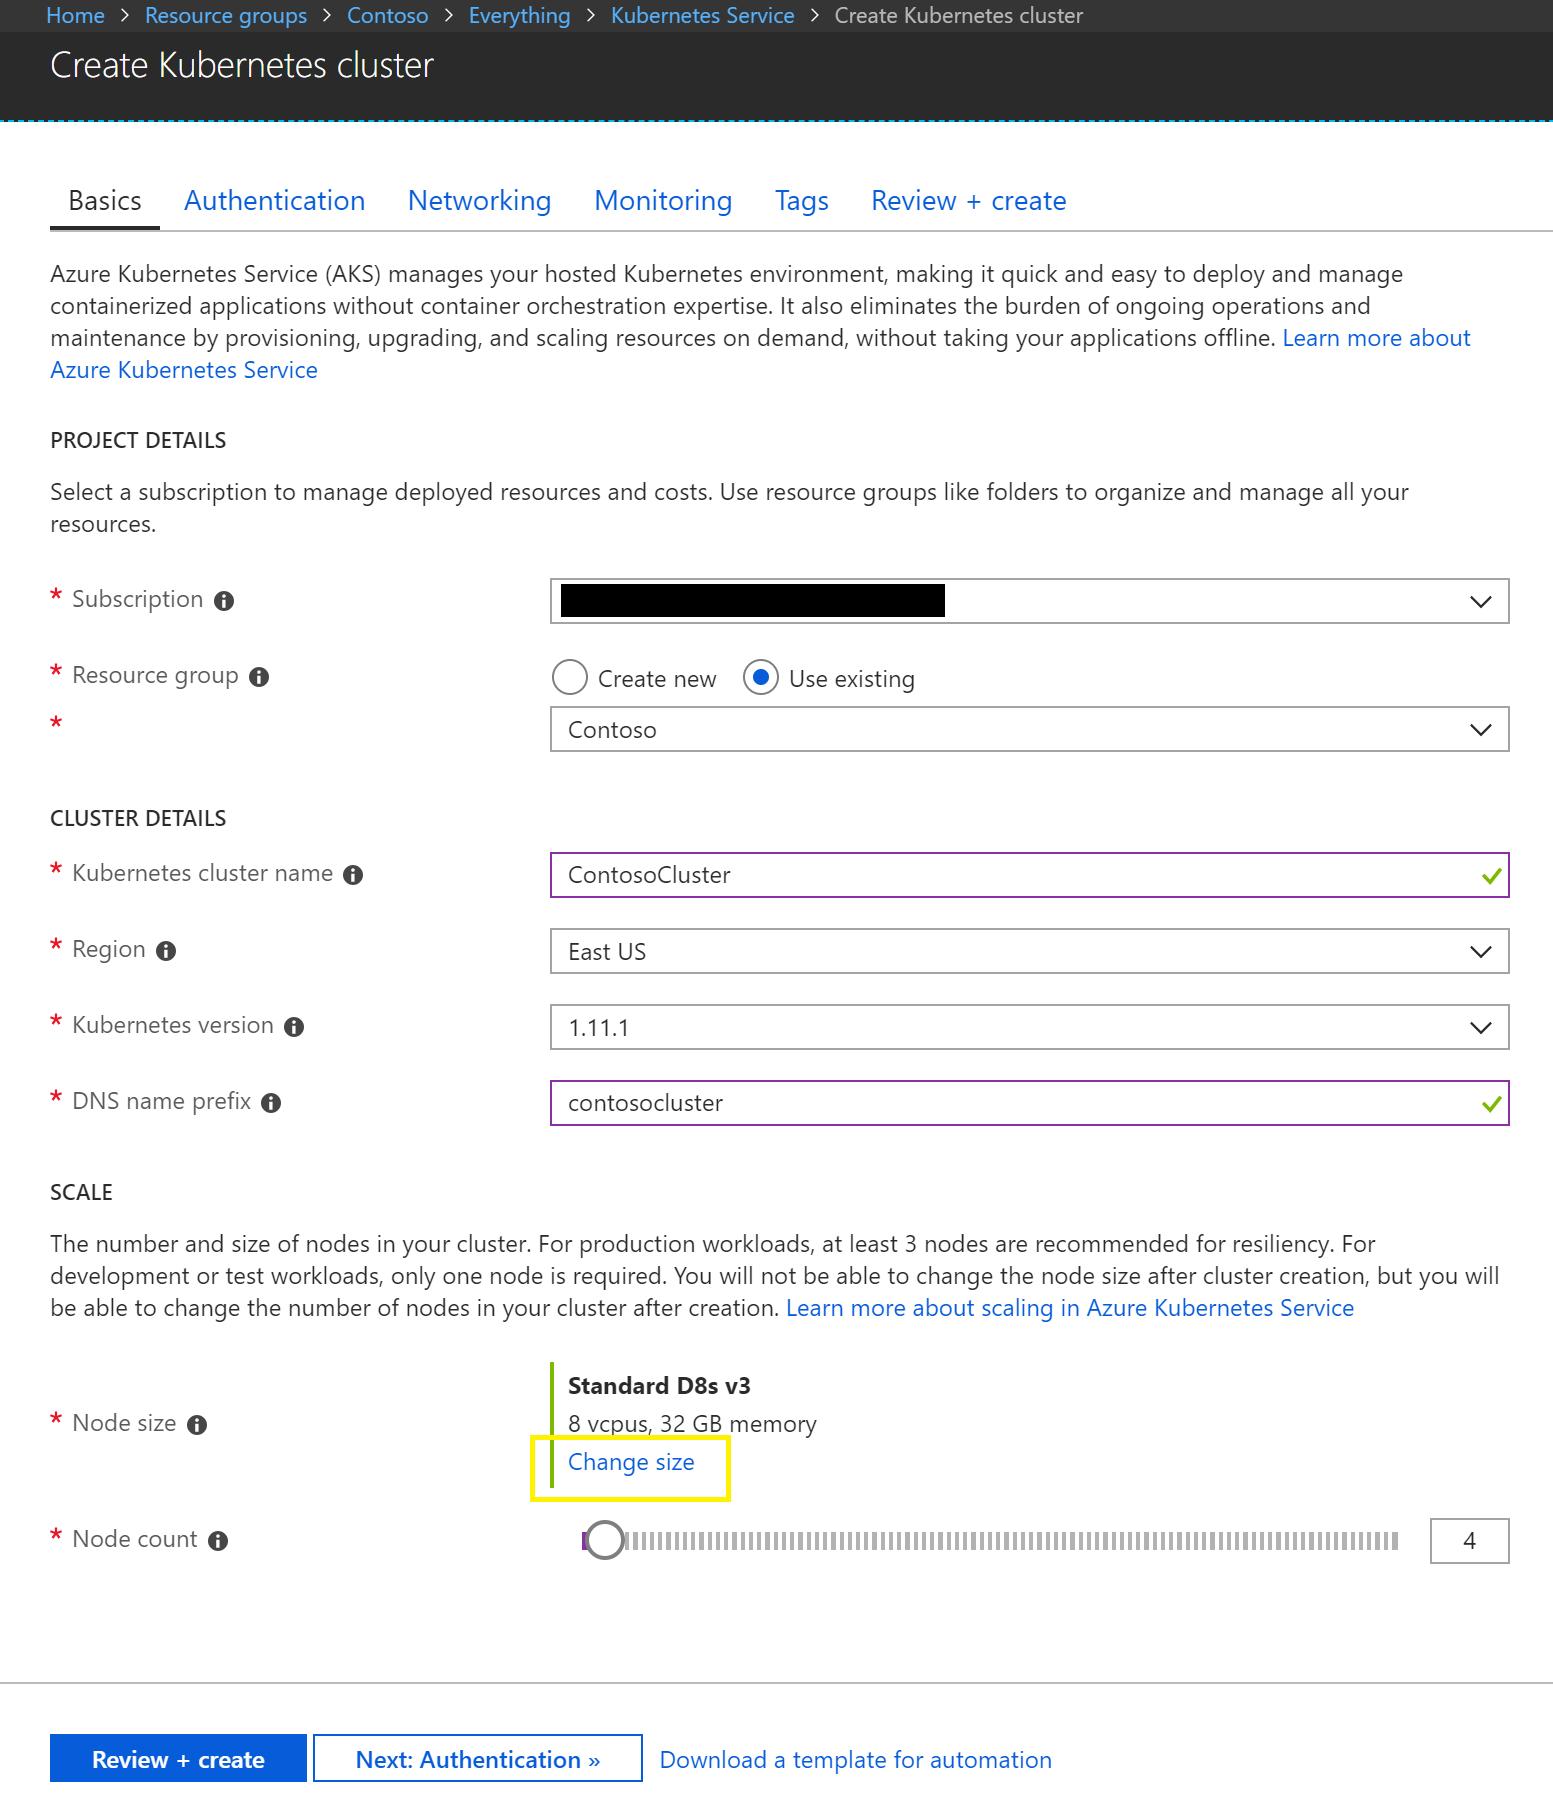 Home > Resource groups > Contoso > Everything > Kubernetes Service > Create Kubernetes cluster
Create Kubernetes cluster
Basics Authentication Networking Monitoring Tags Review + create
Azure Kubernetes Service (AKS) manages your hosted Kubernetes environment, making it quick and easy to deploy and manage
containerized applications without container orchestration expertise. It also eliminates the burden of ongoing operations and
maintenance by provisioning, upgrading, and scaling resources on demand, without taking your applications offline. Learn more about
Azure Kubernetes Service
PROJECT DETAILS
Select a subscription to manage deployed resources and costs. Use resource groups like folders to organize and manage all your
resources.
* Subscription
* Resource group Create new Use existing
* Contoso
CLUSTER DETAILS
* Kubernetes cluster name ContosoCluster
* Region East US
* Kubernetes version 1.11.1
* DNS name prefix contosocluster
SCALE
The number and size of nodes in your cluster. For production workloads, at least 3 nodes are recommended for resiliency. For
development or test workloads, only one node is required. You will not be able to change the node size after cluster creation, but you will
be able to change the number of nodes in your cluster after creation. Learn more about scaling in Azure Kubernetes Service
Standard D8s v3
* Node size 8 vcpus, 32 GB memory
Change size
* Node count 4
Review + create Next: Authentication » Download a template for automation